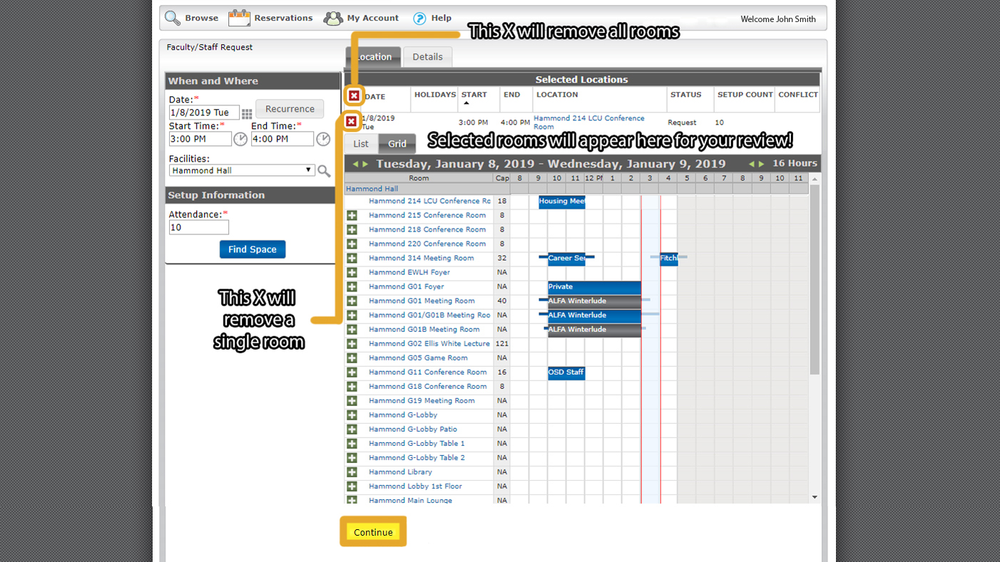 Browse Reservations My Account Help Welcome John Smith
This X will remove all rooms
Faculty/Staff Request
Location Details
When and Where
Selected Locations
Date:*
1/8/2019 Tue Recurrence
Start Time:* End Time:*
3:00 PM 4:00 PM
Facilities:
Hammond Hall
Setup Information
Attendance:*
10
Find Space
This X will
remove a
single room
DATE HOLIDAYS START END LOCATION STATUS SETUP COUNT CONFLICT
1/8/2019 Tue 3:00 PM 4:00 PM Hammond 214 LCU Conference Room Request 10
List Grid
Selected rooms will appear here for your review!
Tuesday, January 8, 2019 - Wednesday, January 9, 2019 16 Hours
Room Cap 8 9 10 11 12 PM 1 2 3 4 5 6 7 8 9 10 11
Hammond Hall
Hammond 214 LCU Conference Ro 18 Housing Meet
Hammond 215 Conference Room 8
Hammond 218 Conference Room 8
Hammond 220 Conference Room 8
Hammond 314 Meeting Room 32 Career Ser Fitchl
Hammond EWLH Foyer NA
Hammond G01 Foyer NA Private
Hammond G01 Meeting Room 40 ALFA Winterlude
Hammond G01/G01B Meeting Roo NA ALFA Winterlude
Hammond G01B Meeting Room NA ALFA Winterlude
Hammond G02 Ellis White Lecture 121
Hammond G05 Game Room NA
Hammond G11 Conference Room 16 OSD Staff
Hammond G18 Conference Room 8
Hammond G19 Meeting Room NA
Hammond G-Lobby NA
Hammond G-Lobby Patio NA
Hammond G-Lobby Table 1 NA
Hammond G-Lobby Table 2 NA
Hammond Library NA
Hammond Lobby 1st Floor NA
Hammond Main Lounge NA
Continue